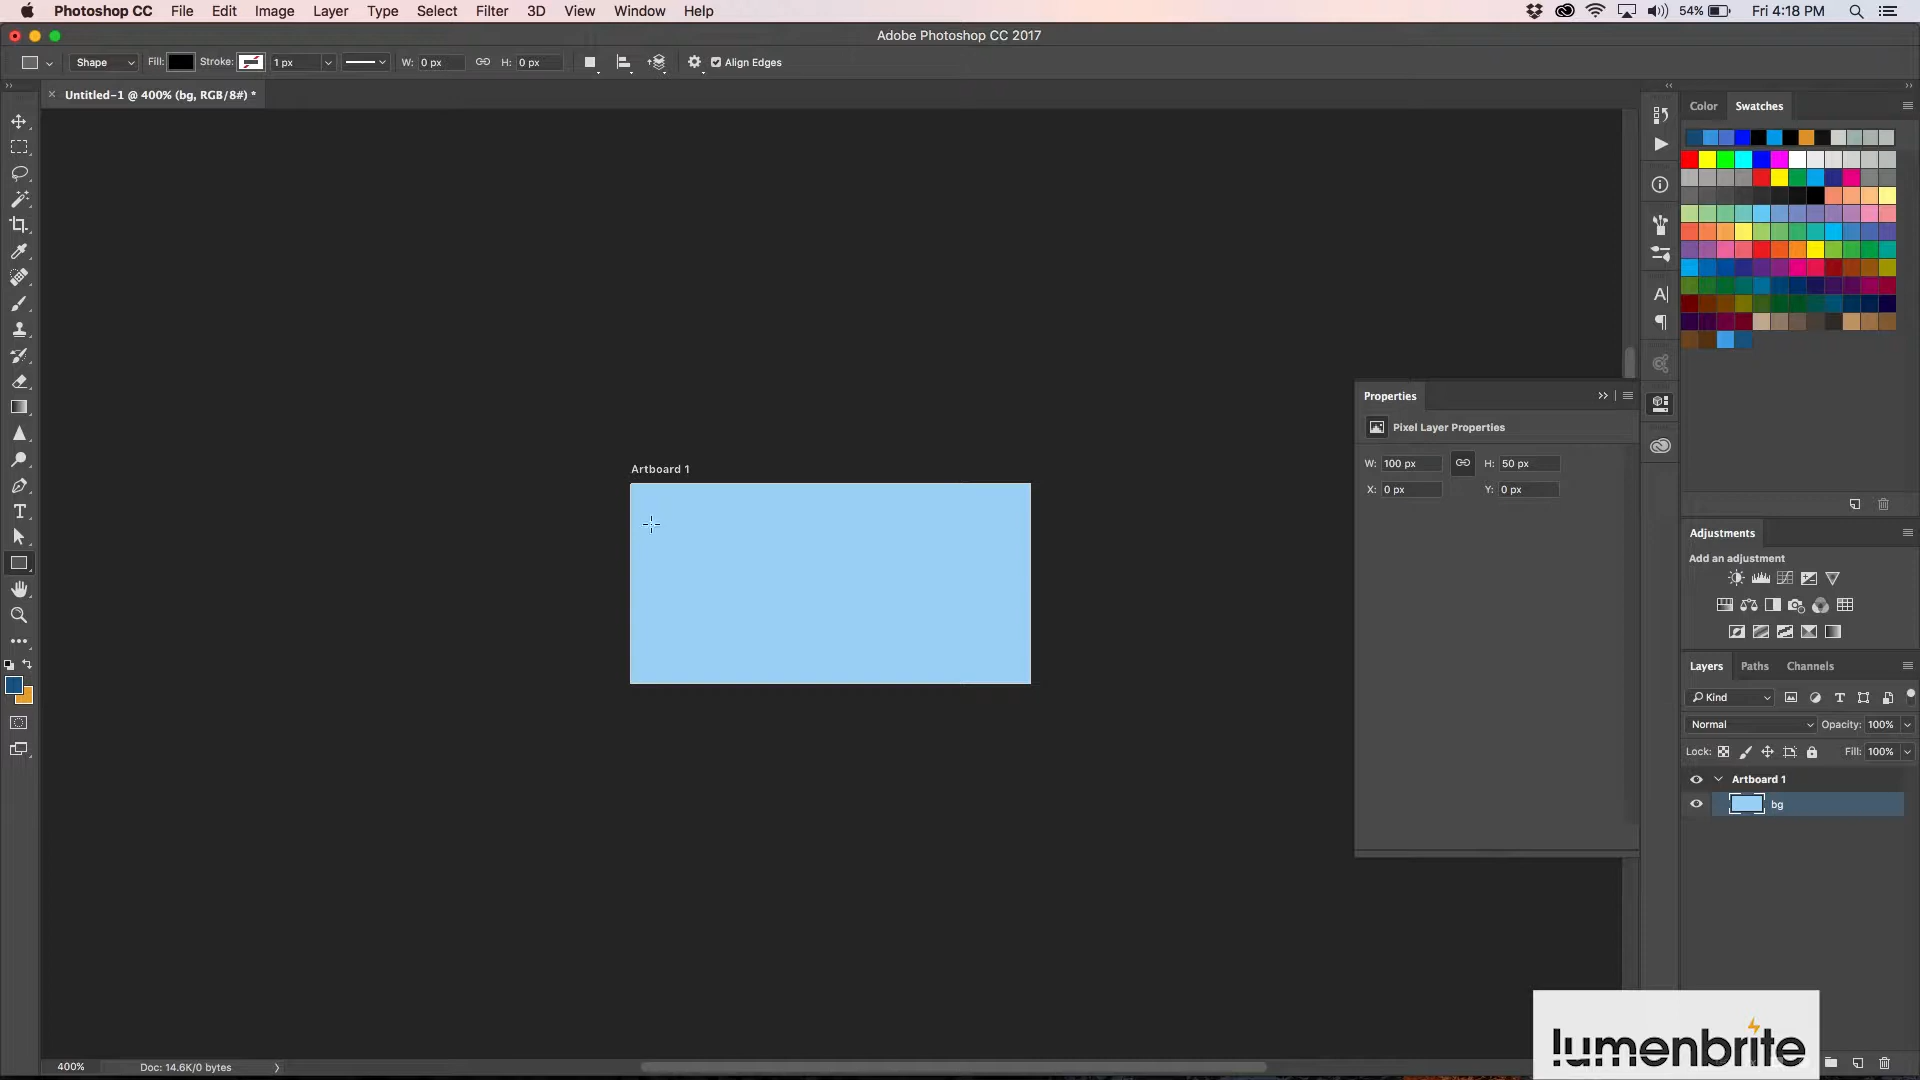 Photoshop CC File Edit Image Layer Type Select Filter 3D View Window Help 54% Fri 4:18 PM
Adobe Photoshop CC 2017
Shape Fill: Stroke: 1 px W: 0 px H: 0 px Align Edges
Untitled-1 @ 400% (bg, RGB/8#) *
Color Swatches
Properties
Pixel Layer Properties
W: 100 px H: 50 px
X: 0 px Y: 0 px
Artboard 1
Adjustments
Add an adjustment
Layers Paths Channels
Kind
Normal Opacity: 100%
Lock: Fill: 100%
Artboard 1
bg
lumenbrite
400% Doc: 14.6K/0 bytes